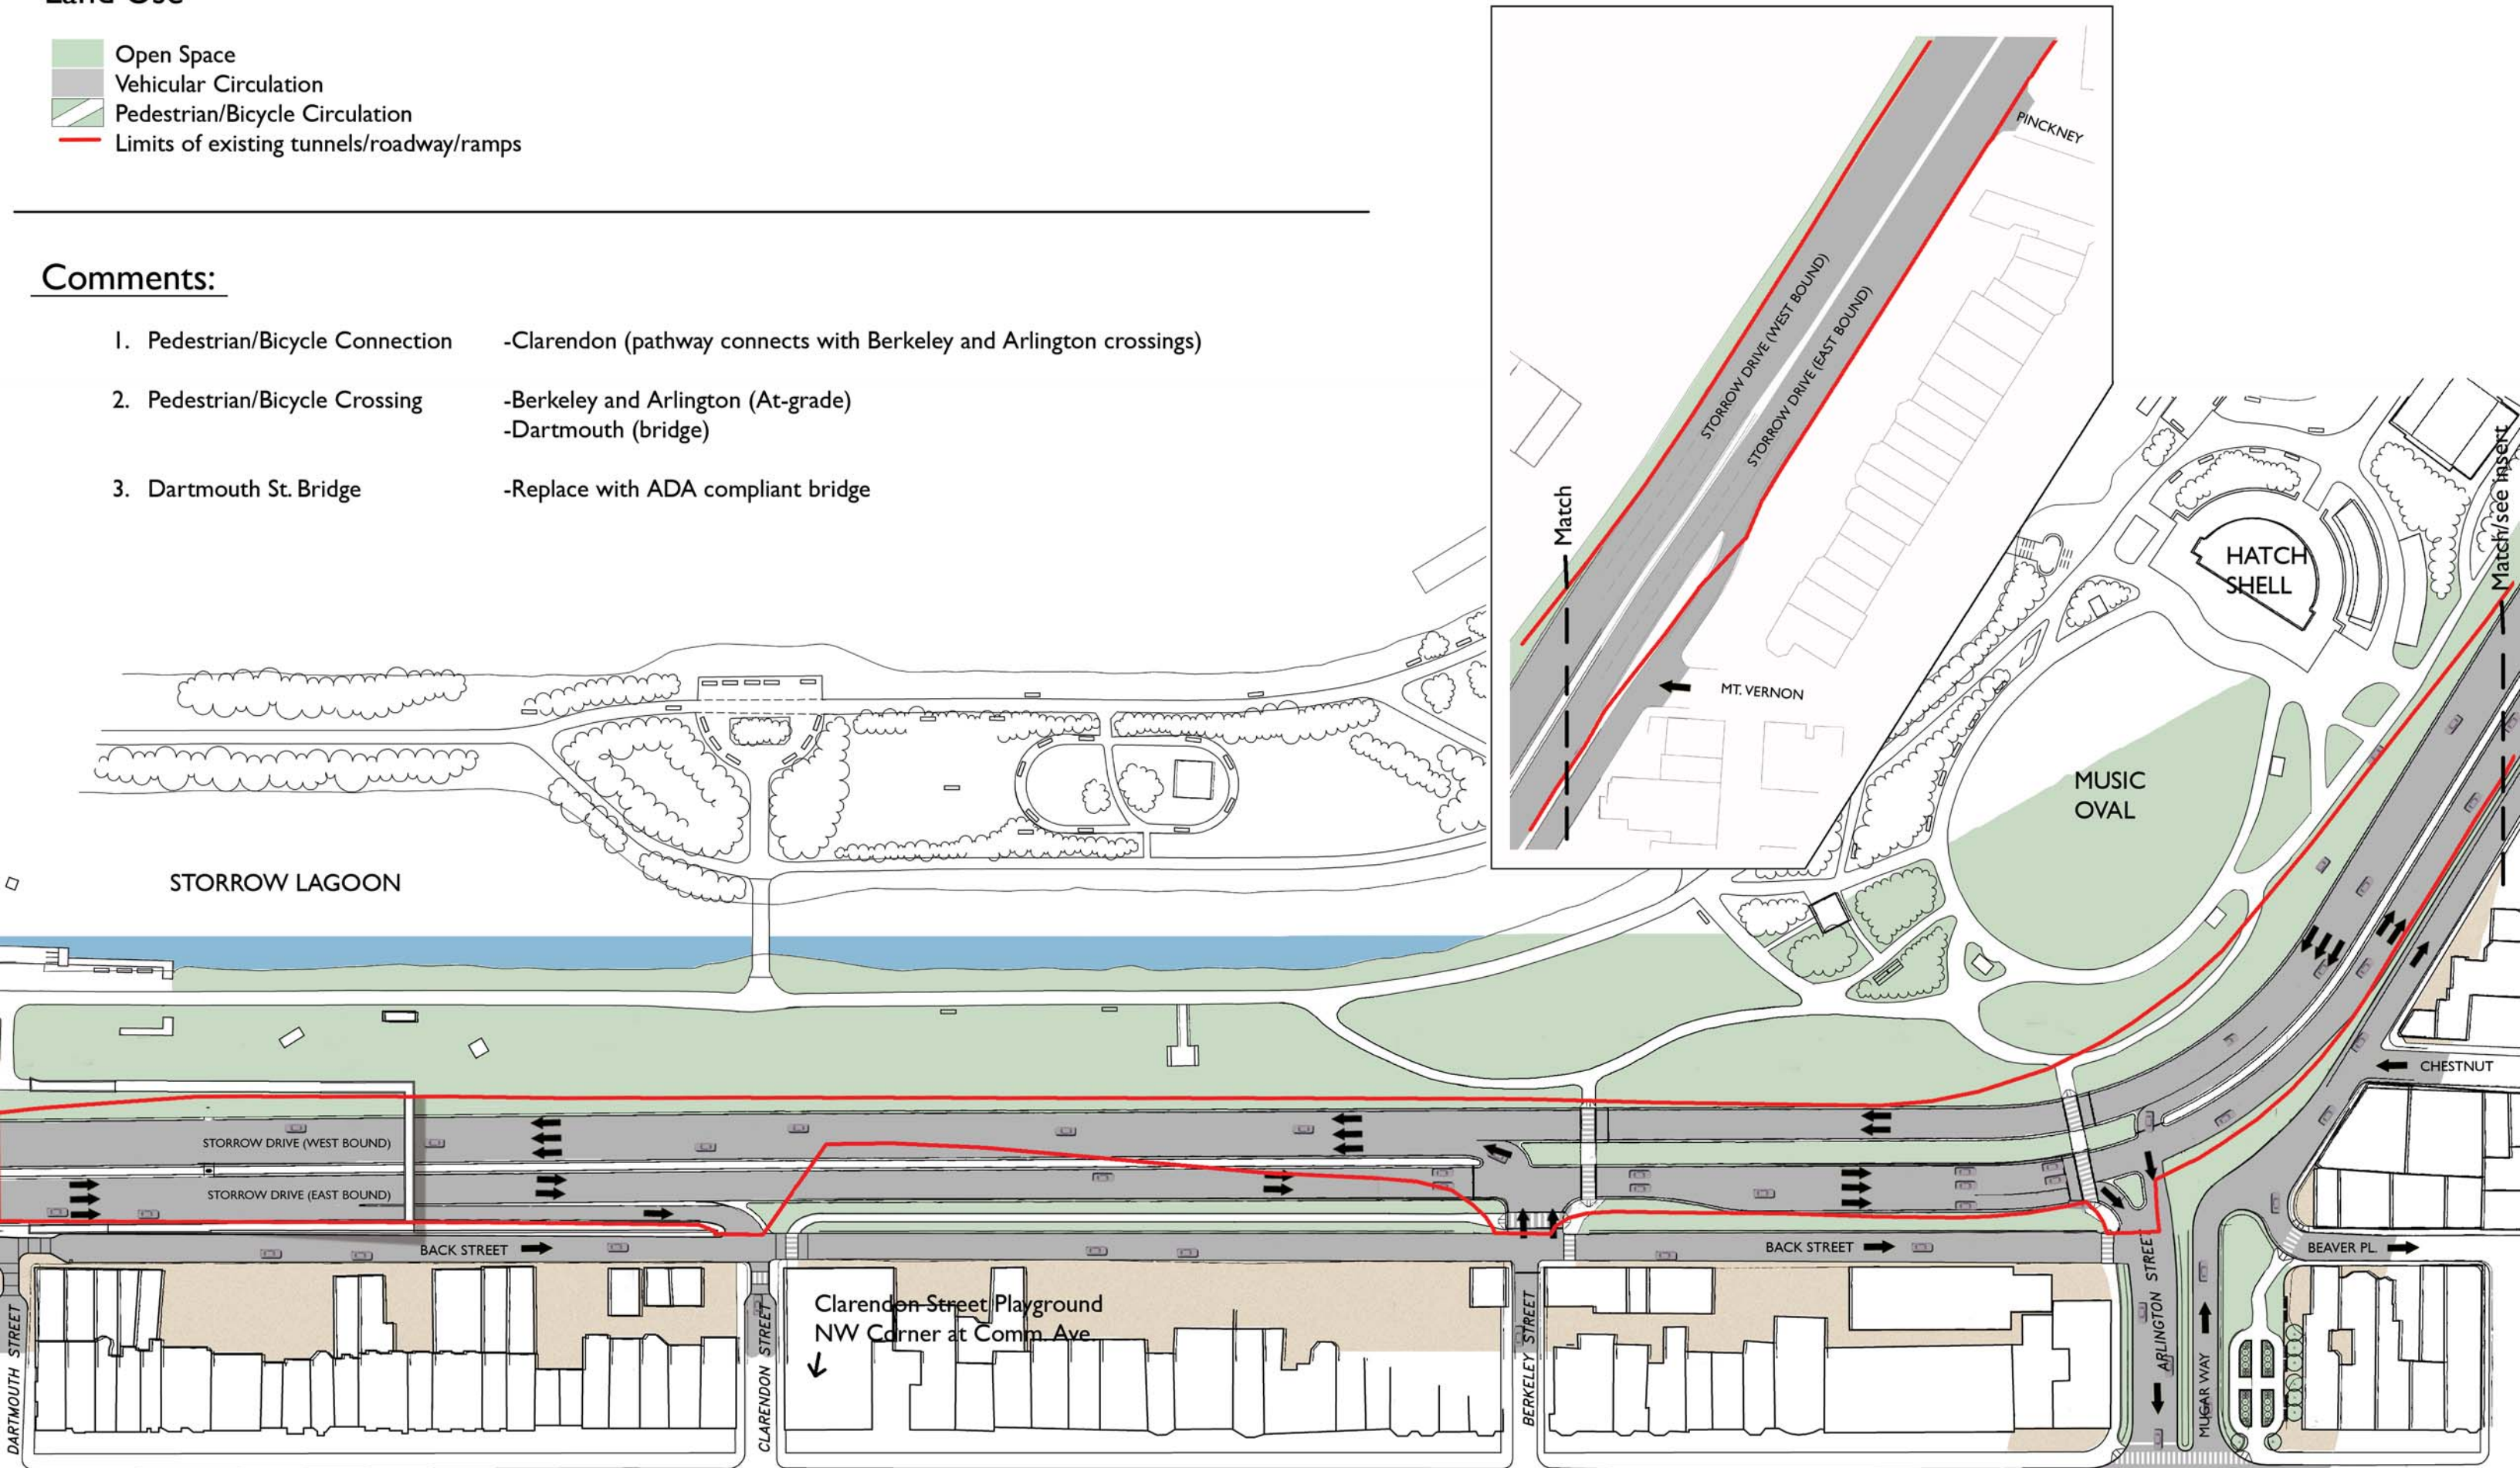 Land Use
Open Space
Vehicular Circulation
Pedestrian/Bicycle Circulation
Limits of existing tunnels/roadway/ramps
Comments:
1. Pedestrian/Bicycle Connection -Clarendon (pathway connects with Berkeley and Arlington crossings)
2. Pedestrian/Bicycle Crossing -Berkeley and Arlington (At-grade)
-Dartmouth (bridge)
3. Dartmouth St. Bridge -Replace with ADA compliant bridge
PINCKNEY
STORROW DRIVE (WEST BOUND)
STORROW DRIVE (EAST BOUND)
Match
MT. VERNON
Match/see insert
HATCH
SHELL
MUSIC
OVAL
STORROW LAGOON
CHESTNUT
STORROW DRIVE (WEST BOUND)
STORROW DRIVE (EAST BOUND)
BACK STREET
BACK STREET
BEAVER PL.
Clarendon Street Playground
NW Corner at Comm. Ave
DARTMOUTH STREET
CLARENDON STREET
BERKELEY STREET
ARLINGTON STREET
MUGAR WAY